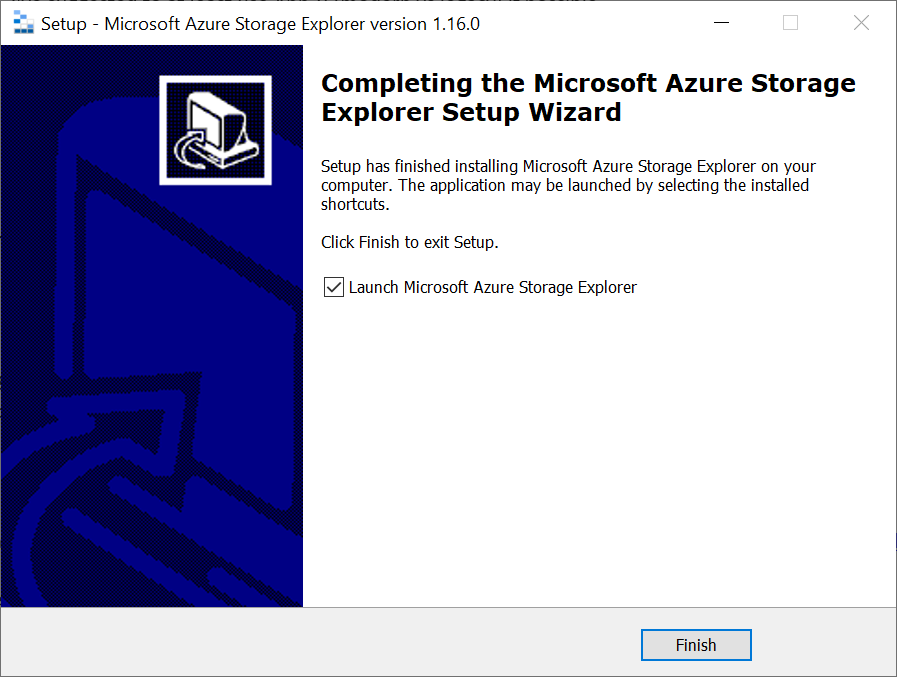 Setup - Microsoft Azure Storage Explorer version 1.16.0
Completing the Microsoft Azure Storage
Explorer Setup Wizard
Setup has finished installing Microsoft Azure Storage Explorer on your
computer. The application may be launched by selecting the installed
shortcuts.
Click Finish to exit Setup.
Launch Microsoft Azure Storage Explorer
Finish